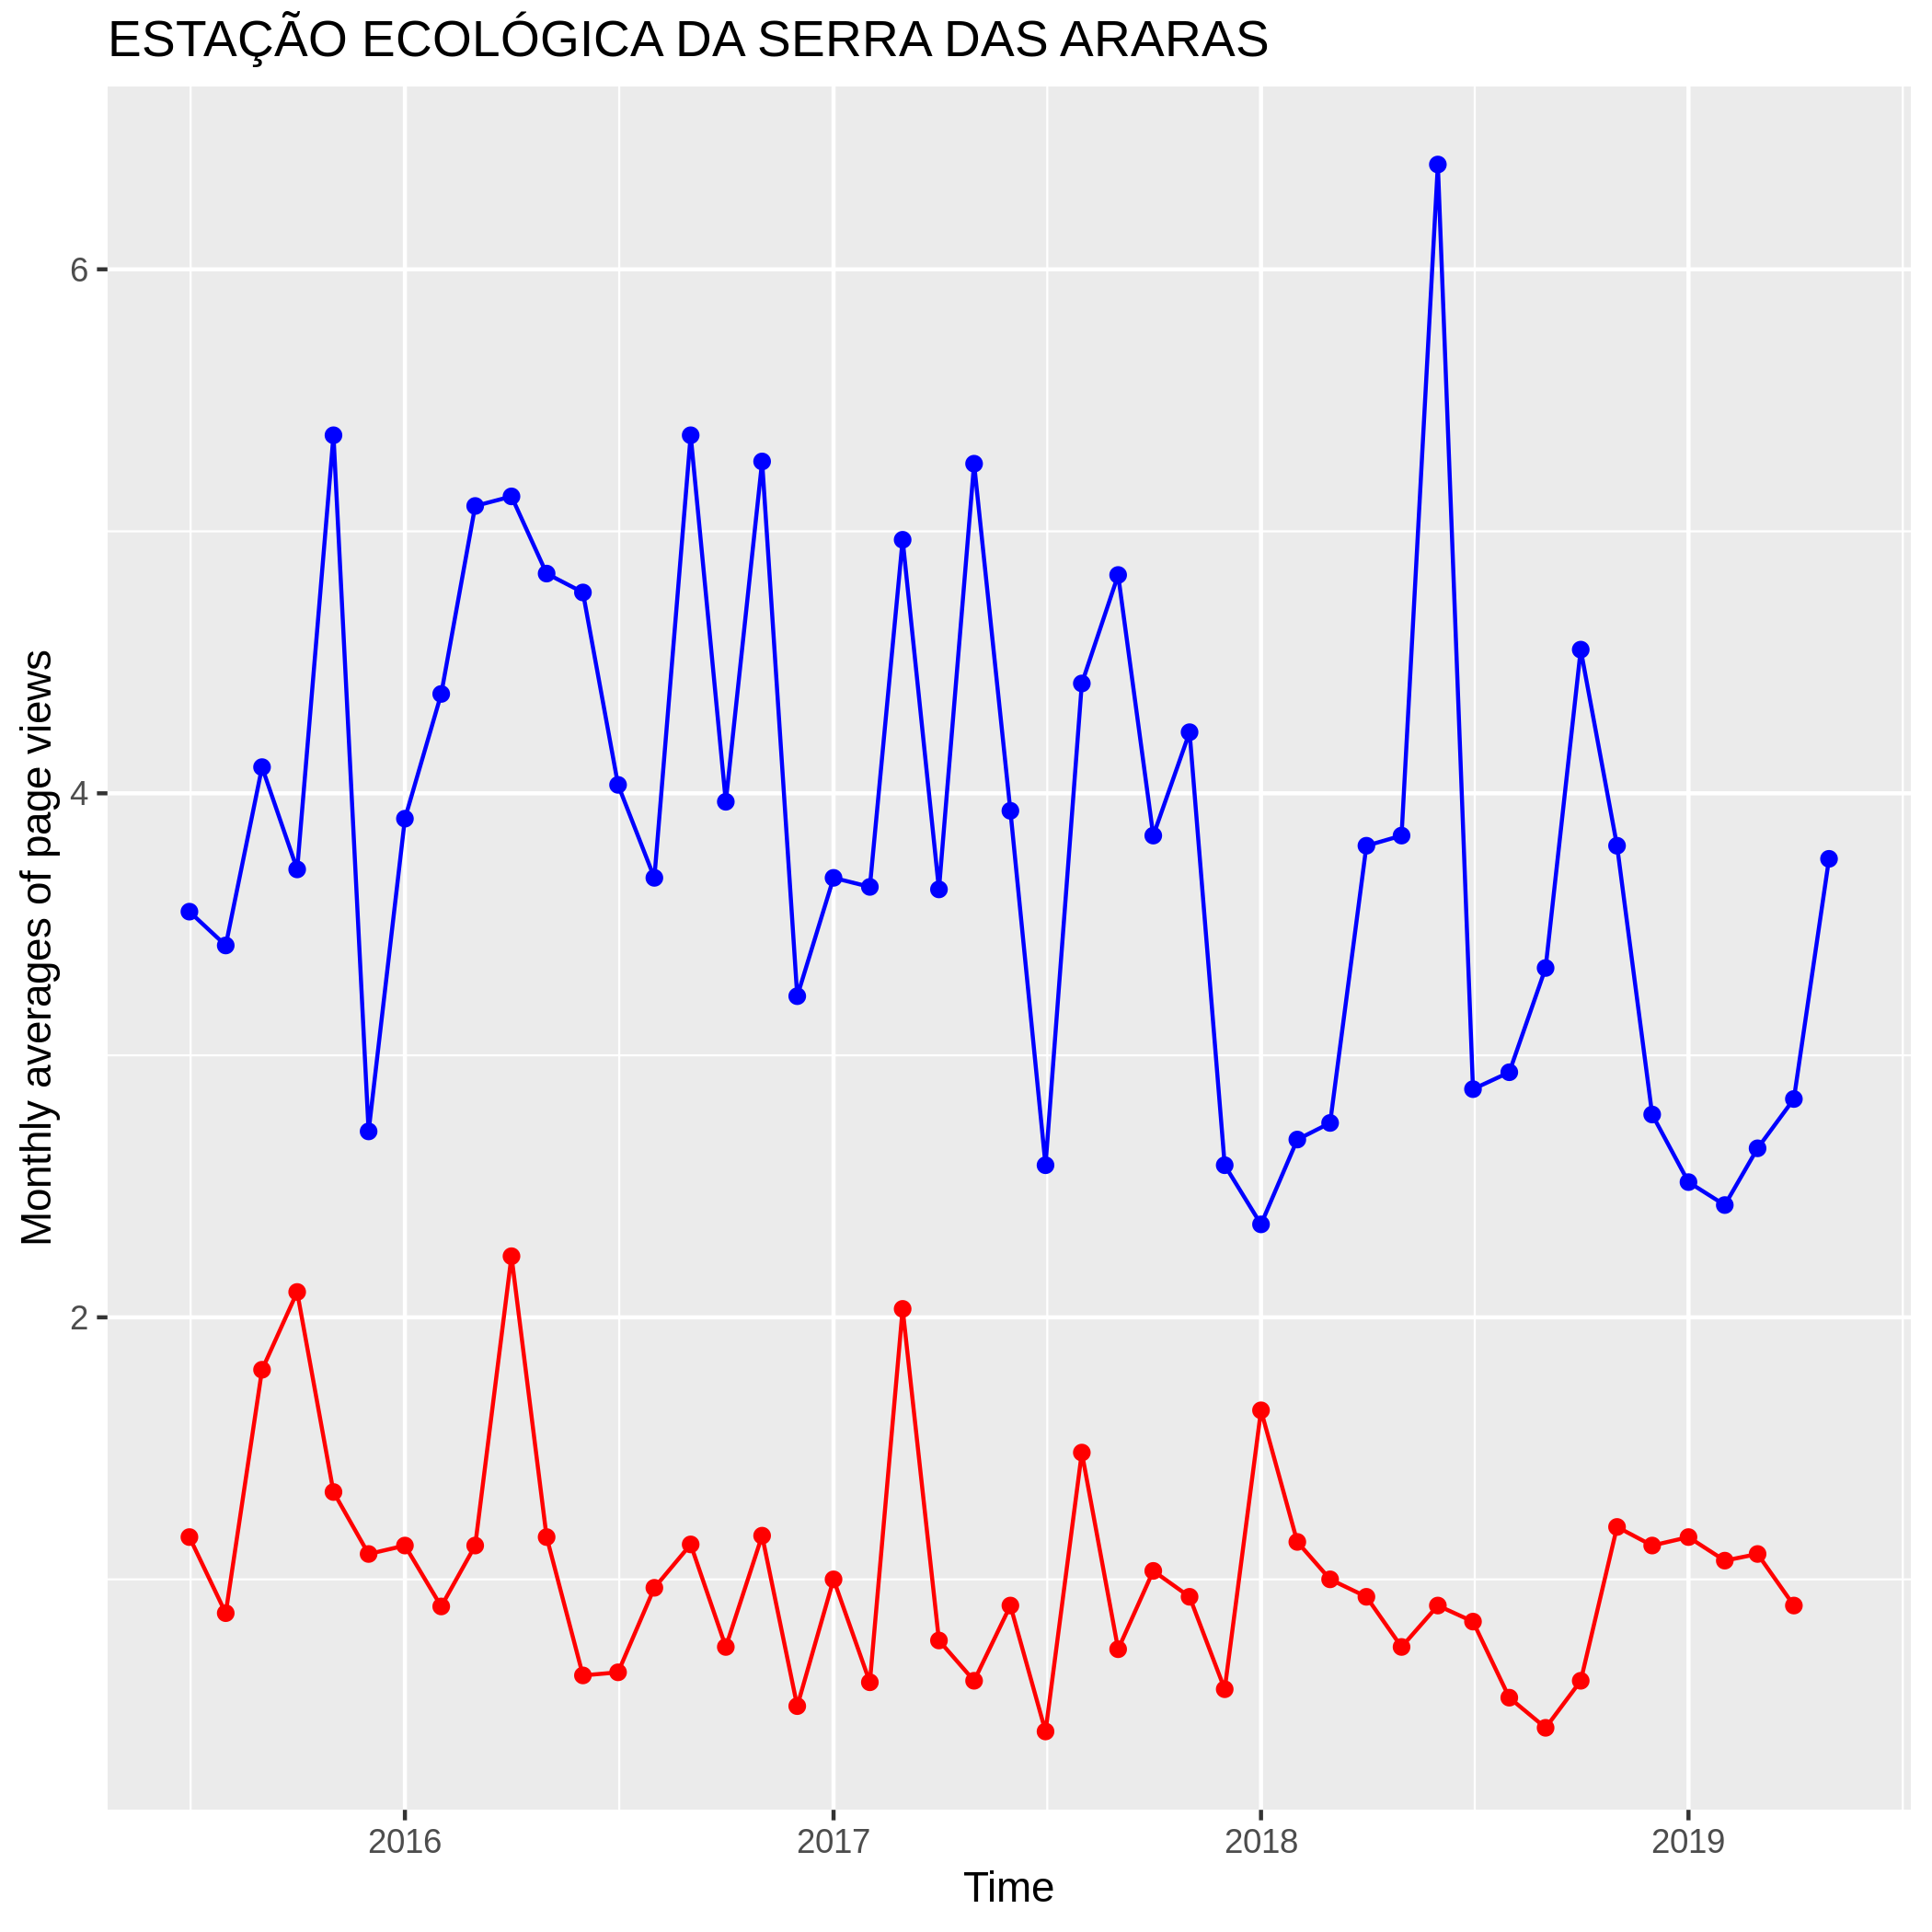 ESTAÇÃO ECOLÓGICA DA SERRA DAS ARARAS
Monthly averages of page views
6
4
2
2016
2017
2018
2019
Time